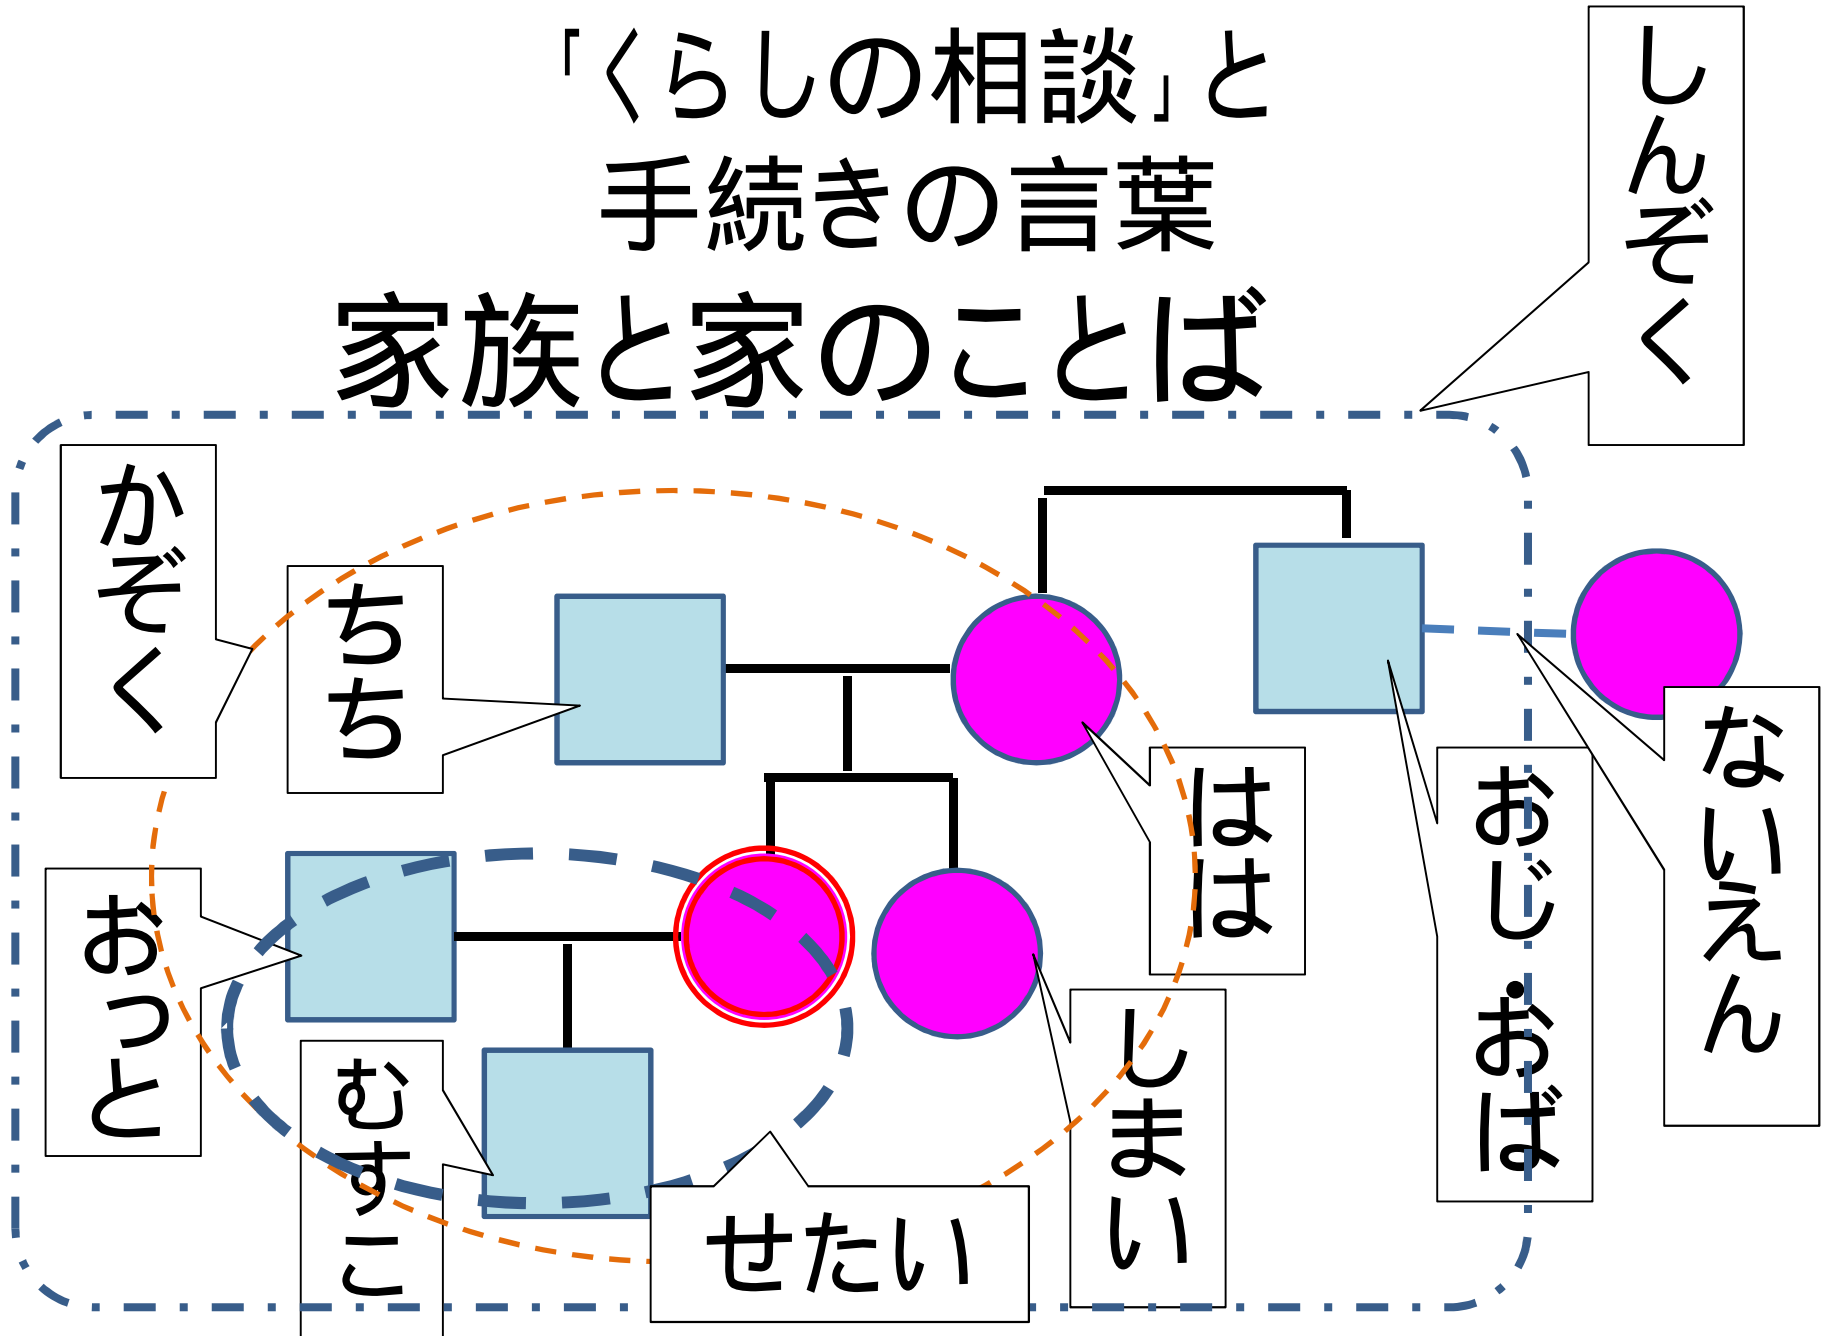 「くらしの相談」と
手続きの言葉
家族と家のことば
しんぞく
かぞく
ちち
はは
おじ・おば
ないえん
おっと
むすこ
せたい
しまい